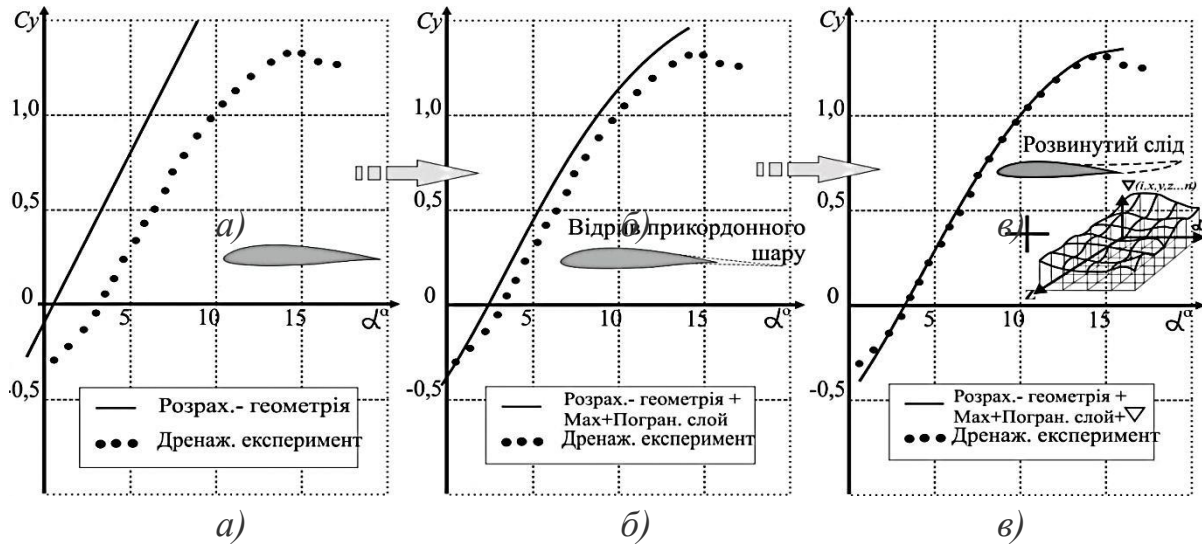 Cy
1,0
0,5
0
-0,5
5
10
15
α°
а)
Розрах.- геометрія
Дренаж. експеримент
а)
Cy
1,0
0,5
0
-0,5
5
10
15
α°
б)
Відрив прикордонного
шару
Розрах.- геометрія +
Мах+Погран. слой
Дренаж. експеримент
б)
Cy
1,0
0,5
0
-0,5
5
10
15
α°
Розвинутий слід
в)
+
▽(i,x,y,z...n)
α
Z
Розрах.- геометрія +
Мах+Погран. слой+▽
Дренаж. експеримент
в)